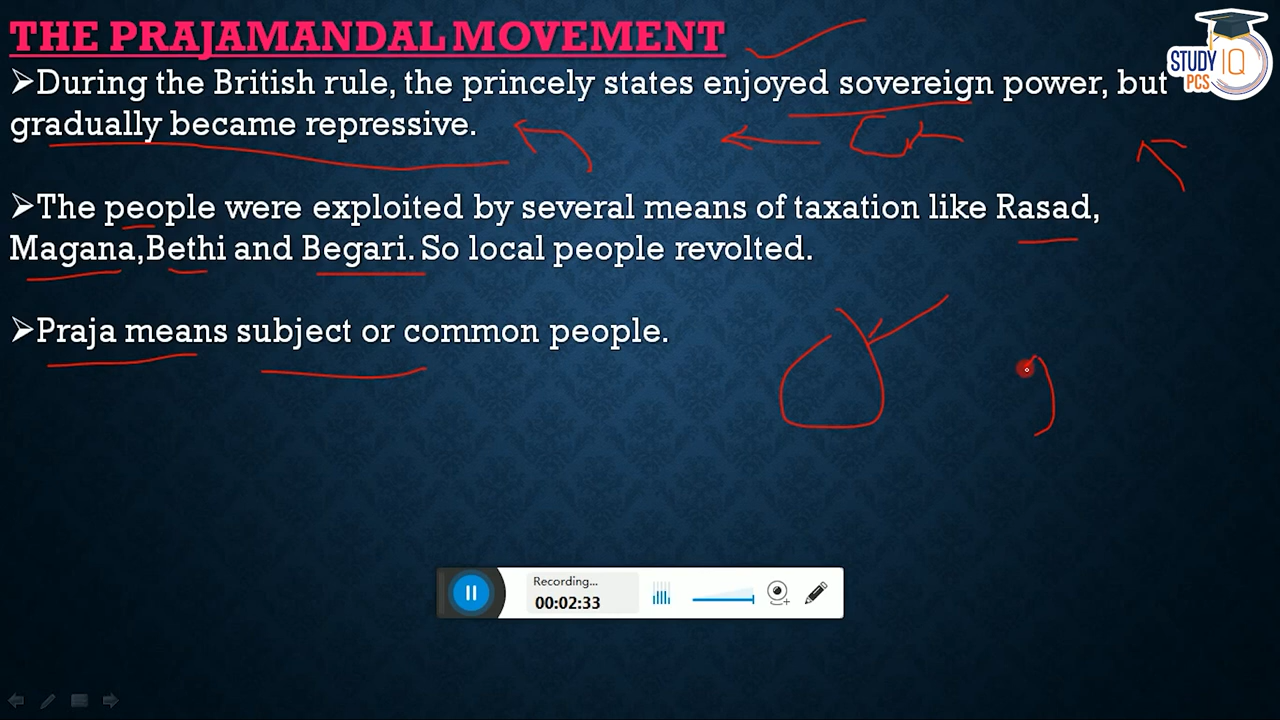 THE PRAJAMANDAL MOVEMENT
➢During the British rule, the princely states enjoyed sovereign power, but
gradually became repressive.
➢The people were exploited by several means of taxation like Rasad,
Magana,Bethi and Begari. So local people revolted.
➢Praja means subject or common people.
STUDY IQ
PCS
Recording...
00:02:33